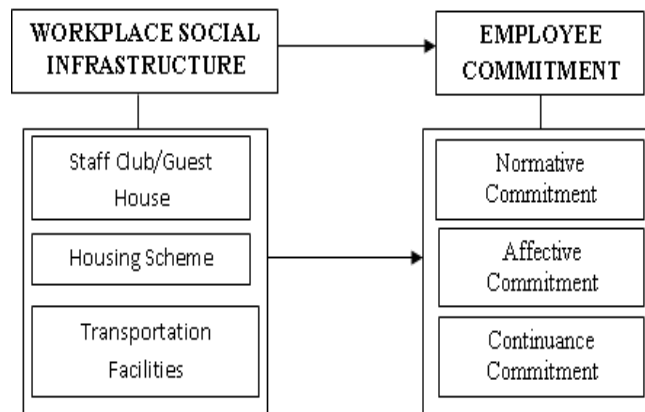 WORKPLACE SOCIAL
INFRASTRUCTURE
EMPLOYEE
COMMITMENT
Staff Club/Guest
House
Housing Scheme
Transportation
Facilities
Normative
Commitment
Affective
Commitment
Continuance
Commitment